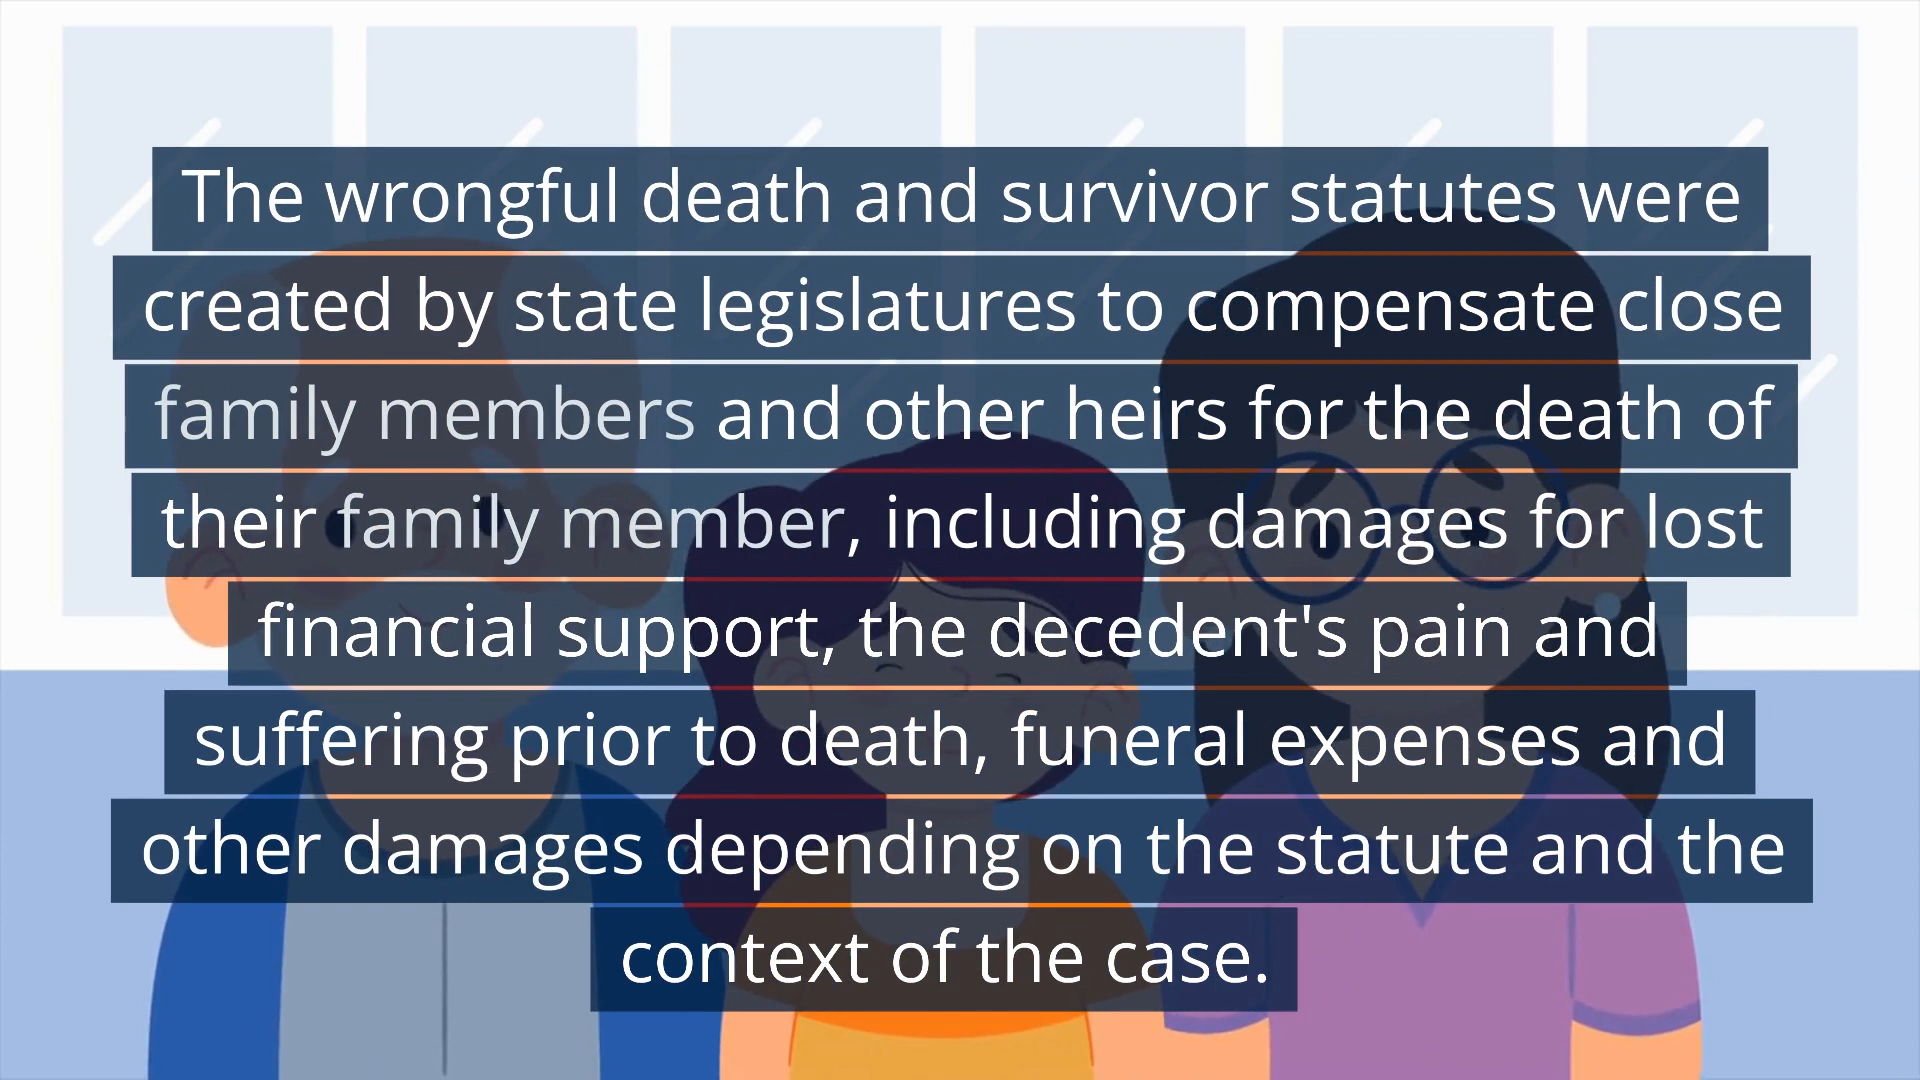 The wrongful death and survivor statutes were
created by state legislatures to compensate close
family members and other heirs for the death of
their family member, including damages for lost
financial support, the decedent's pain and
suffering prior to death, funeral expenses and
other damages depending on the statute and the
context of the case.